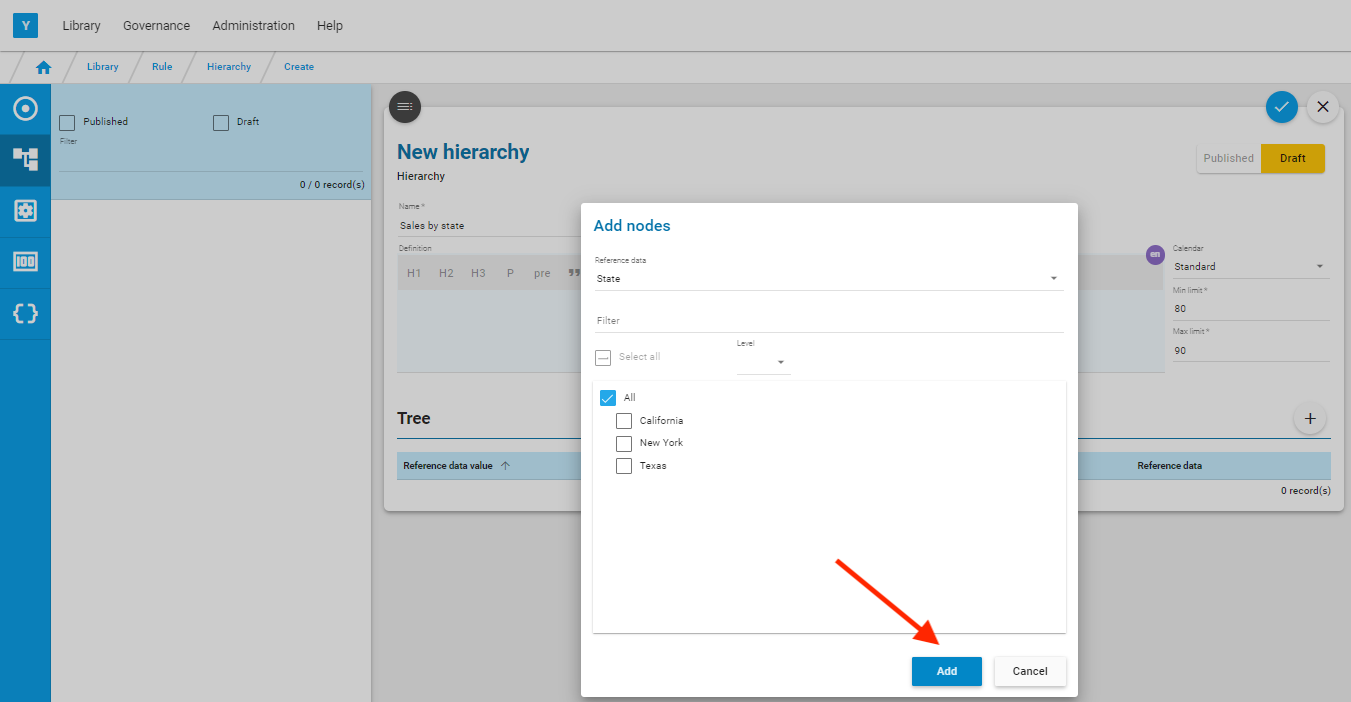 Y Library Governance Administration Help
Library Rule Hierarchy Create
Published Draft
Filter
0 / 0 record(s)
New hierarchy
Hierarchy
Published Draft
Name *
Sales by state
Definition
H1 H2 H3 P pre
en
Calendar
Standard
Min limit *
80
Max limit *
90
Tree
Reference data value
Reference data
0 record(s)
Add nodes
Reference data
State
Filter
Select all
Level
All
California
New York
Texas
Add Cancel